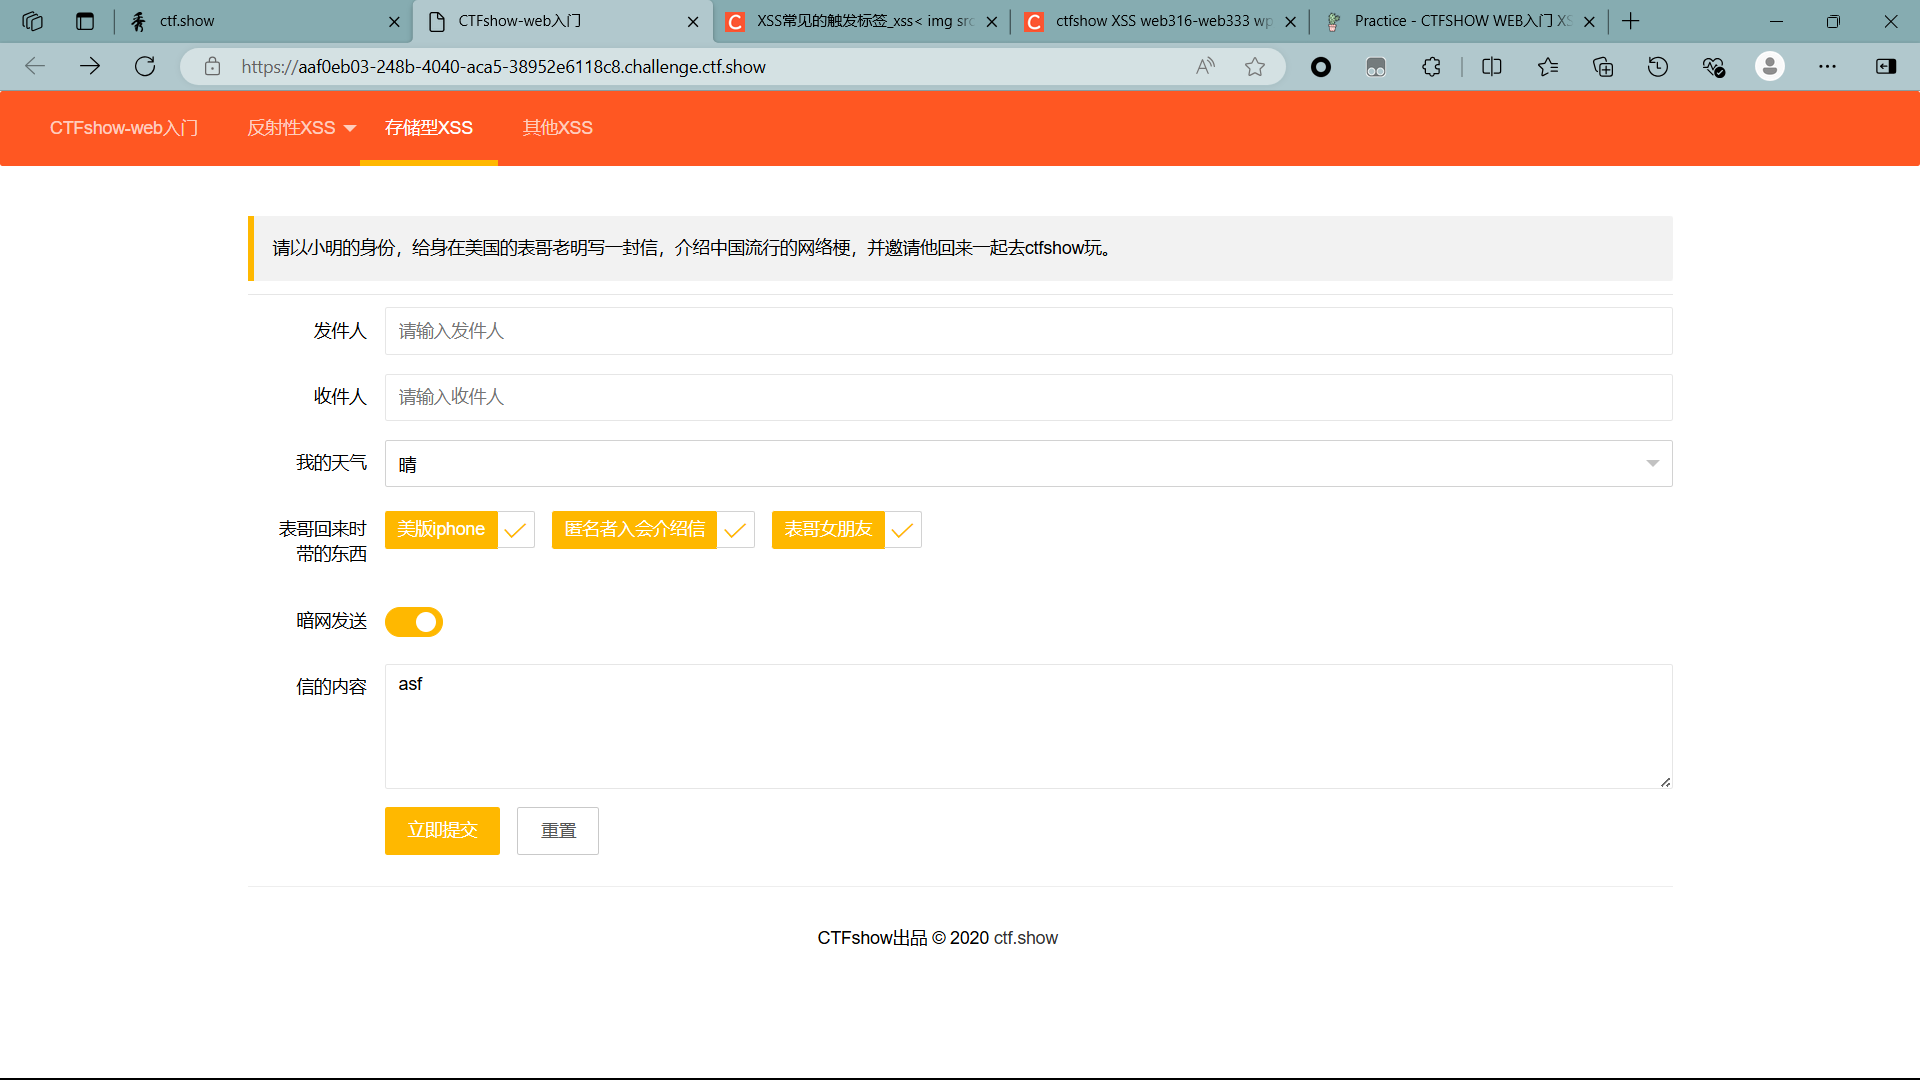 ctf.show
CTFshow-web入门
XSS常见的触发标签_xss< img src
ctfshow XSS web316-web333 wp
Practice - CTFSHOW WEB入门 XS
https://aaf0eb03-248b-4040-aca5-38952e6118c8.challenge.ctf.show
CTFshow-web入门
反射性XSS
存储型XSS
其他XSS
请以小明的身份，给身在美国的表哥老明写一封信，介绍中国流行的网络梗，并邀请他回来一起去ctfshow玩。
发件人
请输入发件人
收件人
请输入收件人
我的天气
晴
表哥回来时
带的东西
美版iphone
匿名者入会介绍信
表哥女朋友
暗网发送
信的内容
asf
立即提交
重置
CTFshow出品 © 2020 ctf.show